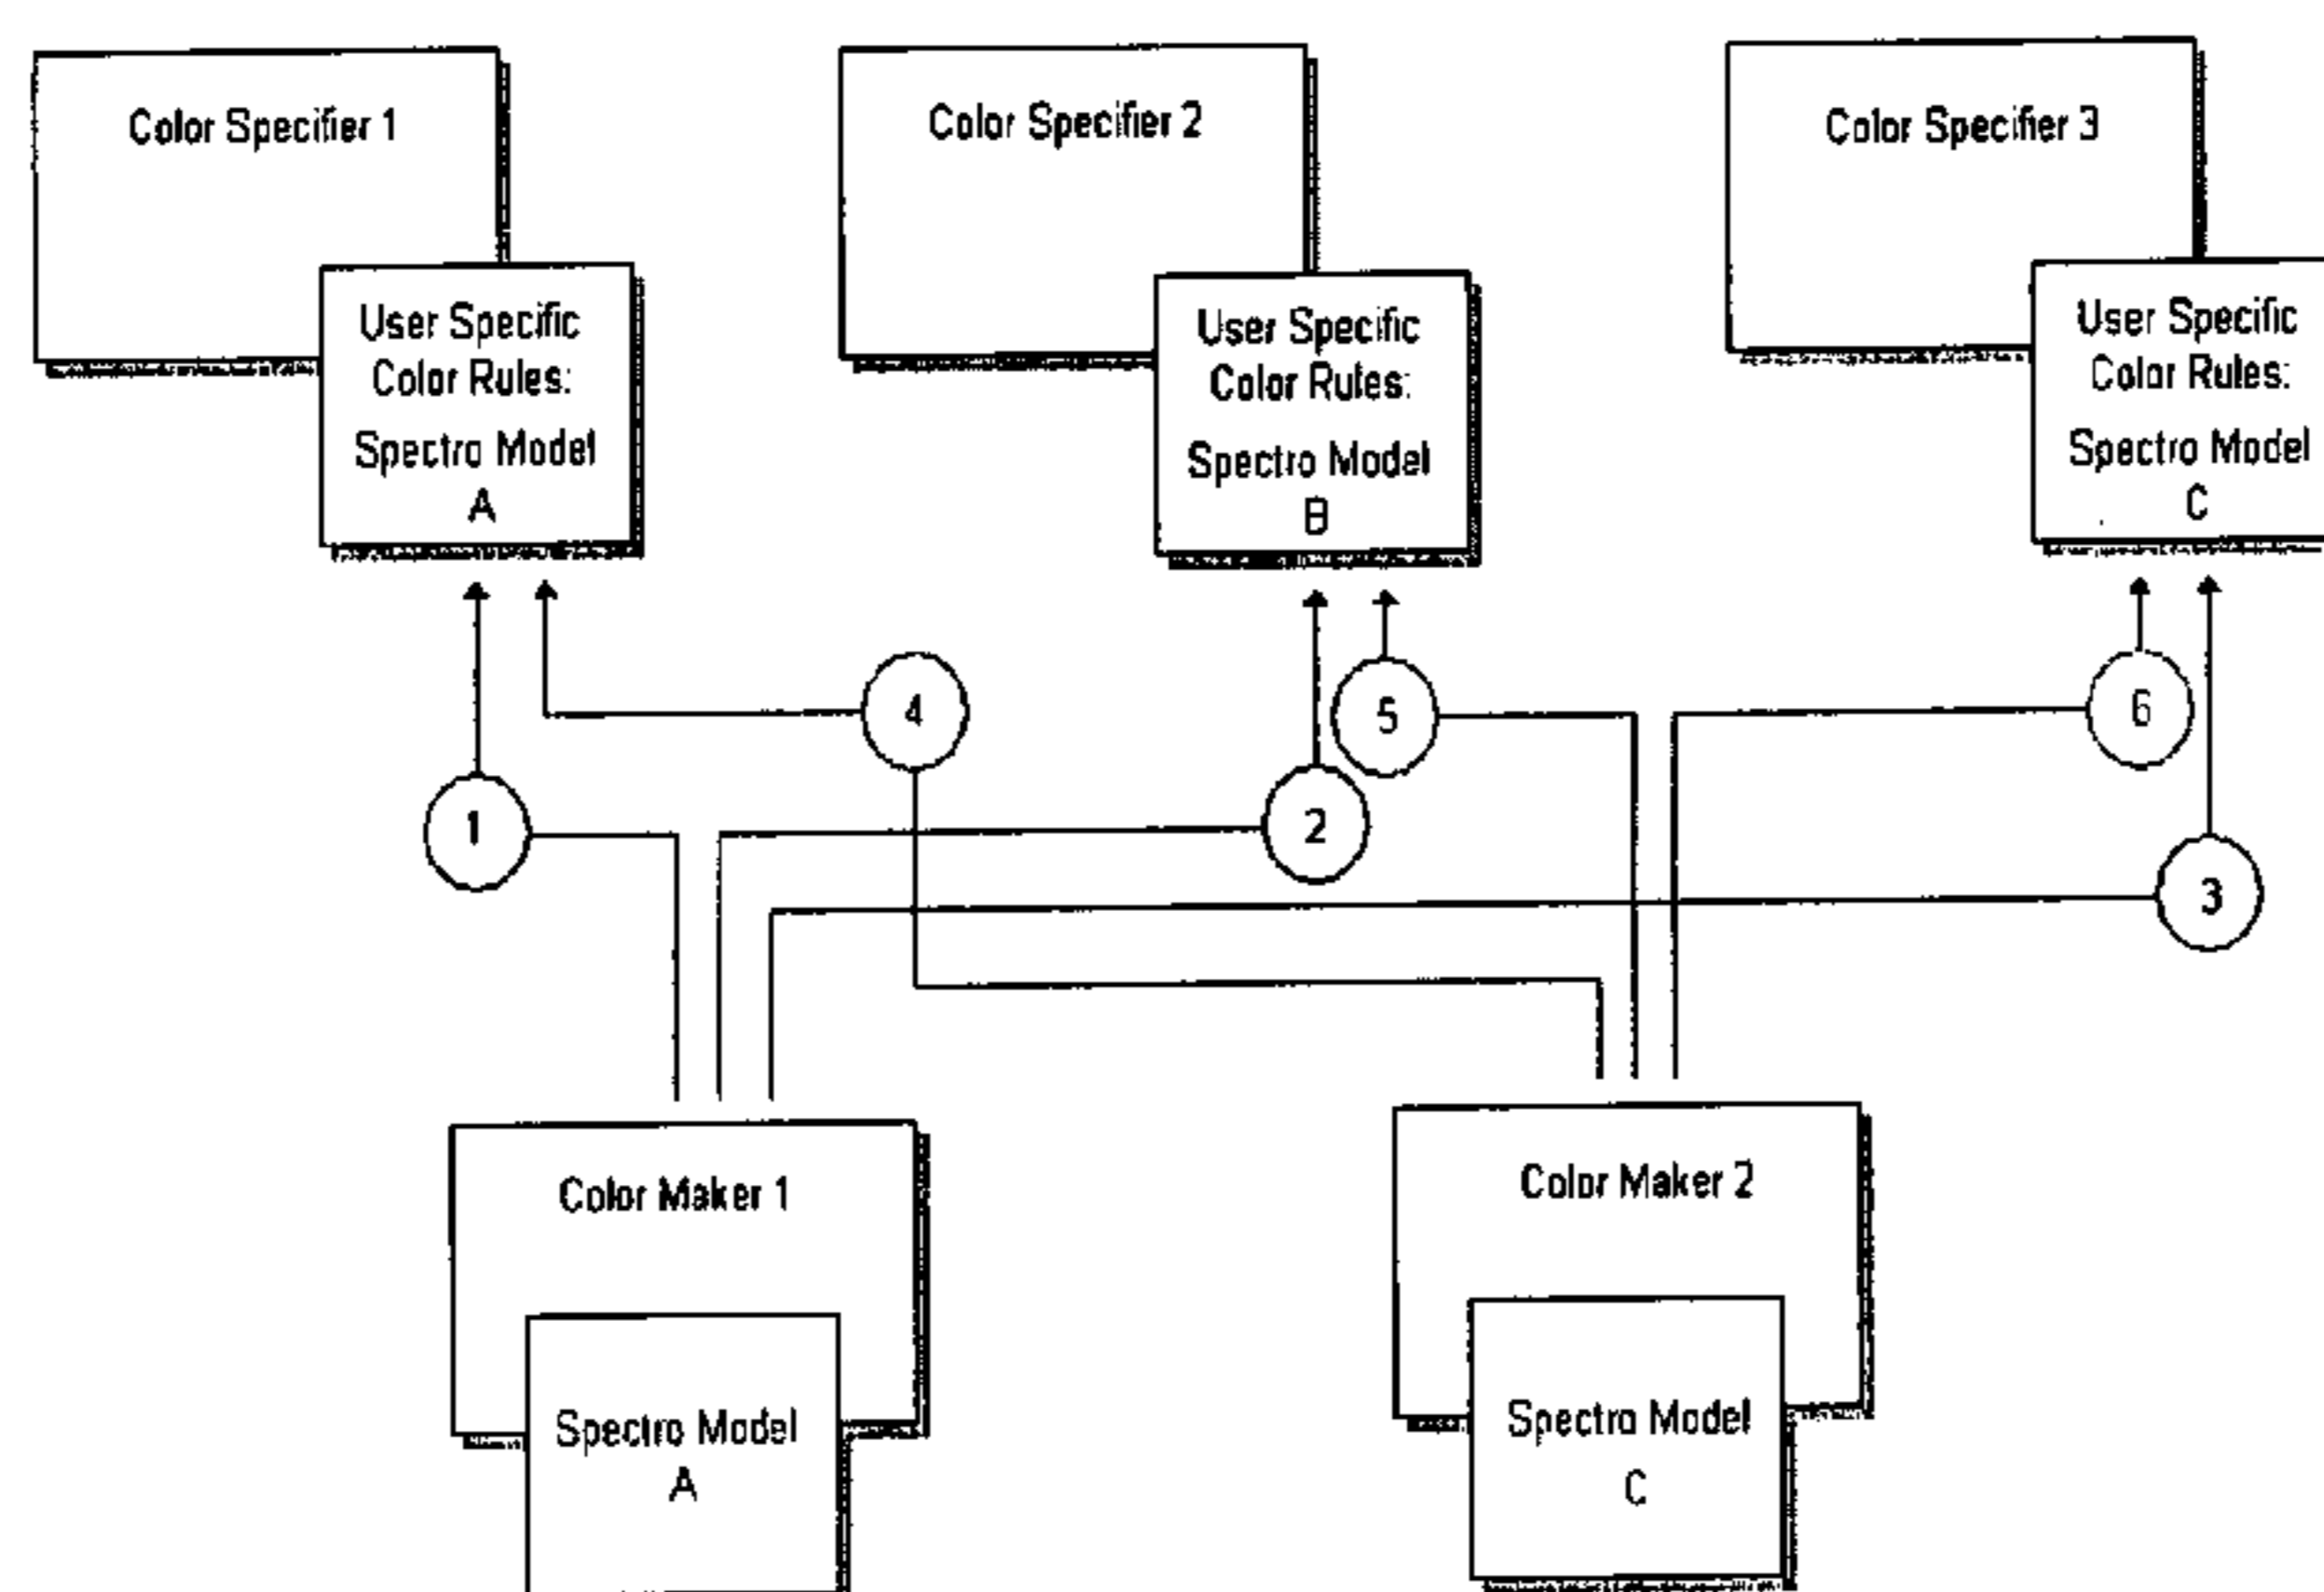 Color Specifier 1
Color Specifier 2
Color Specifier 3
User Specific
Color Rules:
Spectro Model
A
User Specific
Color Rules:
Spectro Model
B
User Specific
Color Rules:
Spectro Model
C
4
5
6
1
2
3
Color Maker 1
Color Maker 2
Spectro Model
A
Spectro Model
C